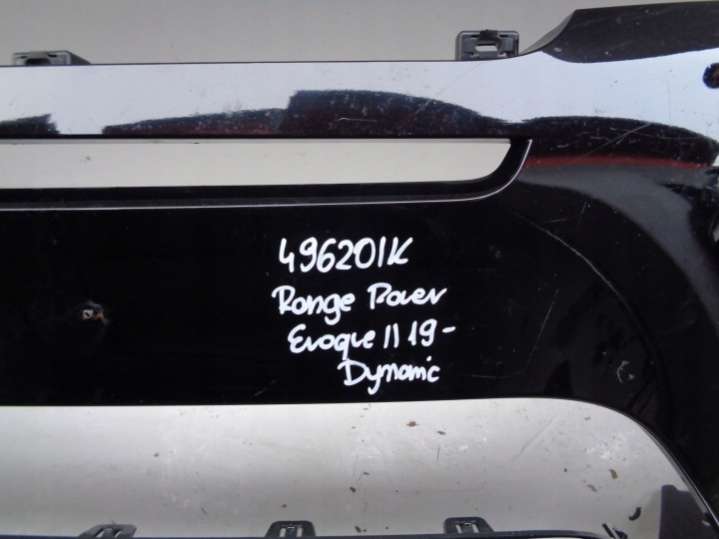 496201K
Range Rover
Evoque II 19-
Dynamic